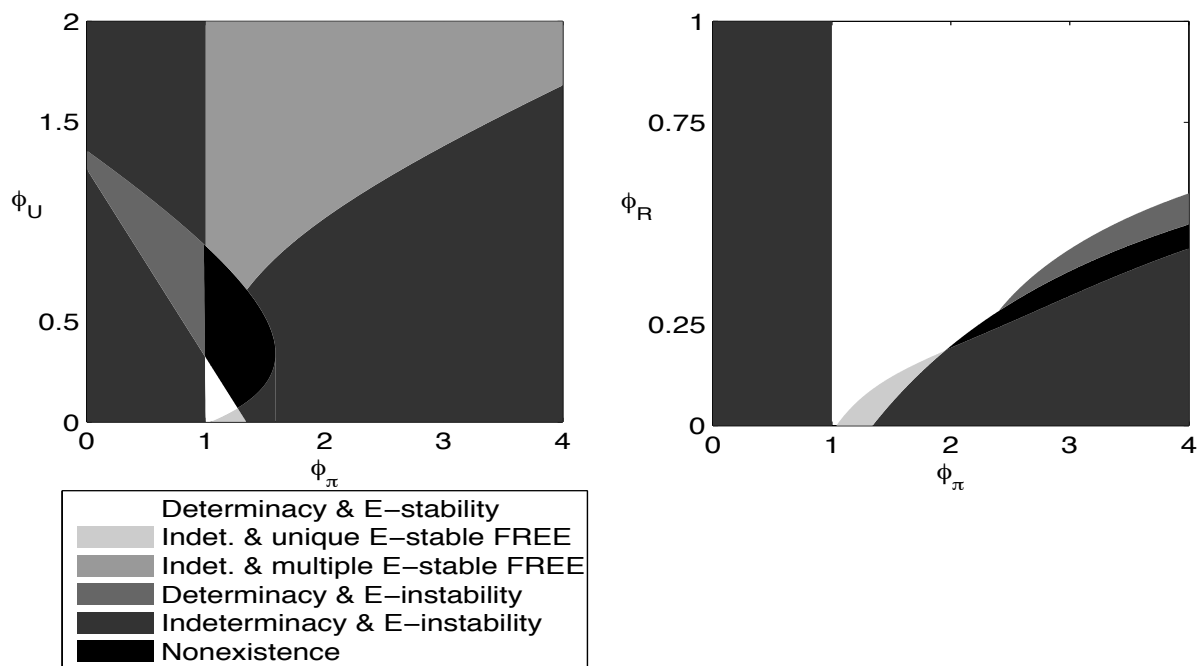 2
1.5
ϕU
0.5
0
0 1 2 3 4
ϕπ
1
0.75
ϕR
0.25
0
0 1 2 3 4
ϕπ
Determinacy & E−stability
Indet. & unique E−stable FREE
Indet. & multiple E−stable FREE
Determinacy & E−instability
Indeterminacy & E−instability
Nonexistence